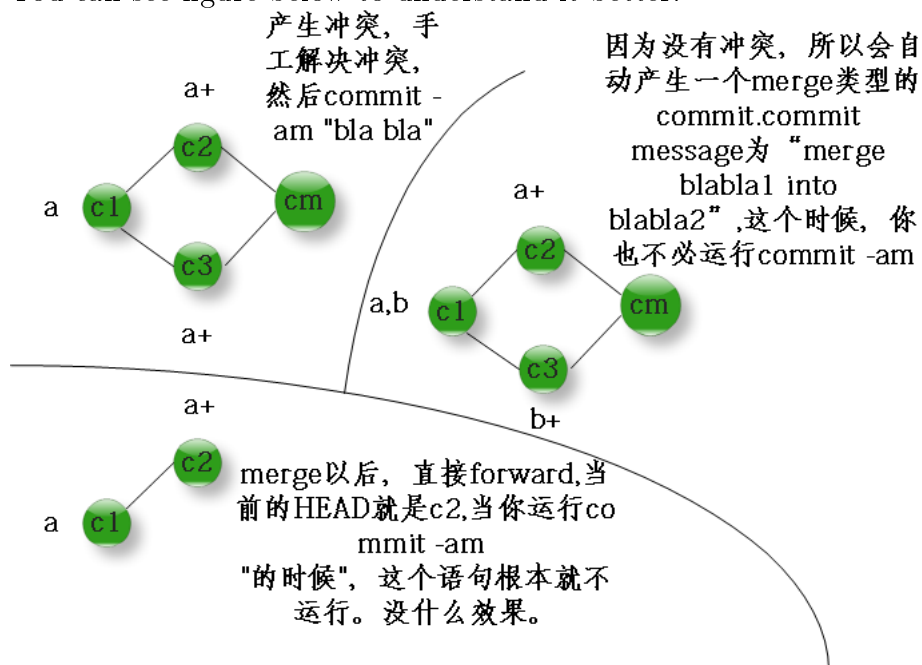 产生冲突，手
工解决冲突，
然后commit -
am "bla bla"
a+
c2
a
c1
cm
c3
a+
因为没有冲突，所以会自
动产生一个merge类型的
commit.commit
message为“merge
blabla1 into
blabla2”,这个时候，你
也不必运行commit -am
a+
c2
a,b
c1
cm
c3
b+
a+
c2
a
c1
merge以后，直接forward,当
前的HEAD就是c2,当你运行co
mmit -am
"的时候"，这个语句根本就不
运行。没什么效果。